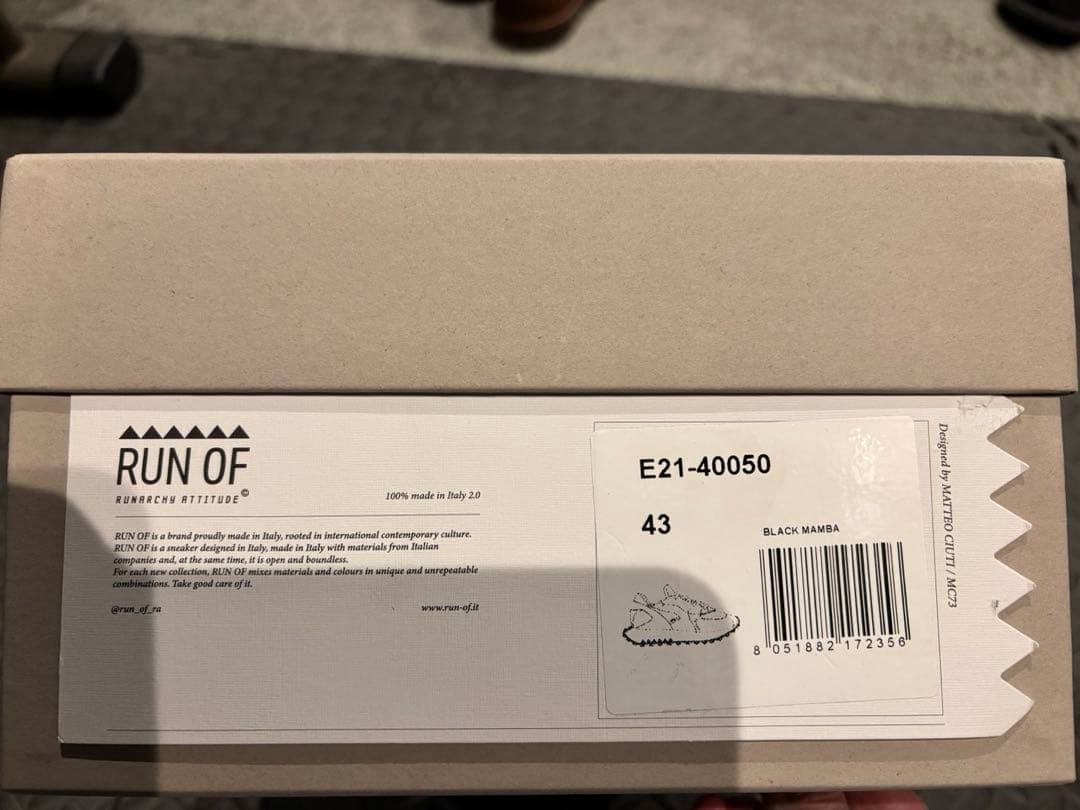 RUN OF
RUNARCHY ATTITUDE©
100% made in Italy 2.0
RUN OF is a brand proudly made in Italy, rooted in international contemporary culture.
RUN OF is a sneaker designed in Italy, made in Italy with materials from Italian
companies and, at the same time, it is open and boundless.
For each new collection, RUN OF mixes materials and colours in unique and unrepeatable
combinations. Take good care of it.
@run_of_ra
www.run-of.it
E21-40050
43
BLACK MAMBA
8 051882 172356
Designed by MATTEO CIUTI / MC73